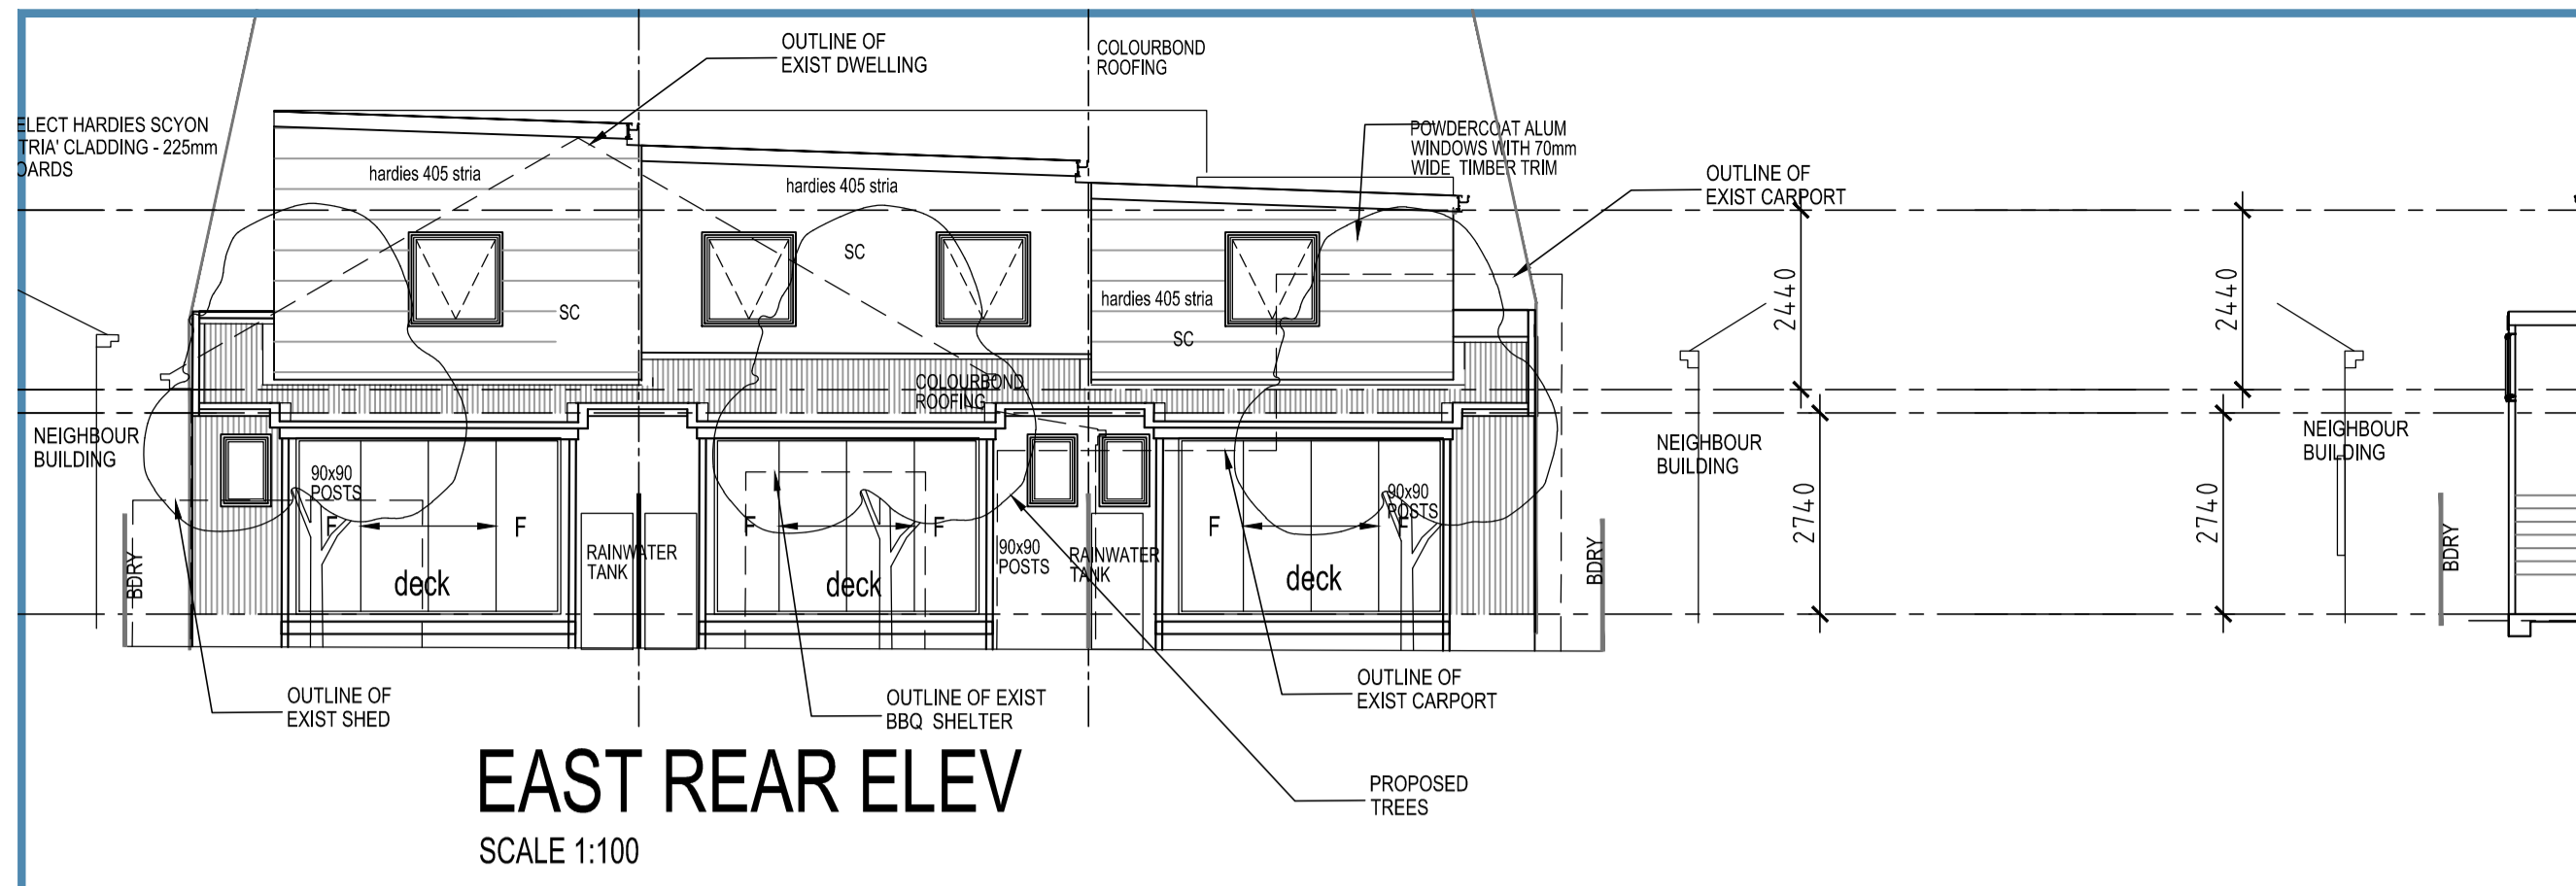 OUTLINE OF
EXIST DWELLING
COLOURBOND
ROOFING
ELECT HARDIES SCYON
TRIA' CLADDING - 225mm
OARDS
hardies 405 stria
hardies 405 stria
POWDERCOAT ALUM
WINDOWS WITH 70mm
WIDE TIMBER TRIM
OUTLINE OF
EXIST CARPORT
SC
SC
hardies 405 stria
SC
2440
2440
COLOURBOND
ROOFING
NEIGHBOUR
BUILDING
NEIGHBOUR
BUILDING
NEIGHBOUR
BUILDING
90x90
POSTS
90x90
POSTS
90x90
POSTS
F
F
F
F
F
F
2740
2740
RAINWATER
TANK
RAINWATER
TANK
BDRY
BDRY
BDRY
deck
deck
deck
OUTLINE OF
EXIST SHED
OUTLINE OF EXIST
BBQ SHELTER
OUTLINE OF
EXIST CARPORT
PROPOSED
TREES
EAST REAR ELEV
SCALE 1:100